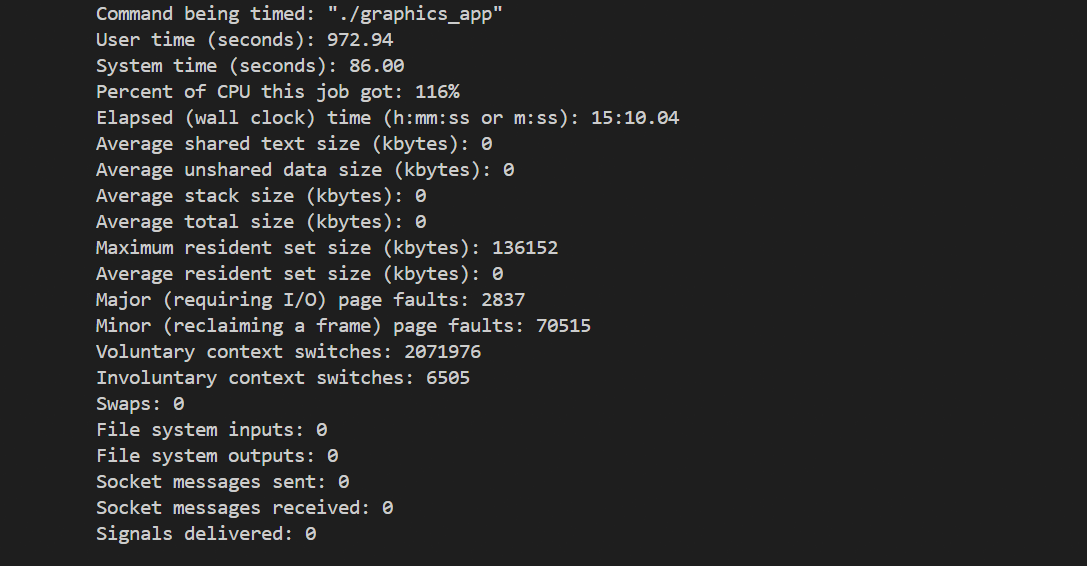 Command being timed: "./graphics_app"
User time (seconds): 972.94
System time (seconds): 86.00
Percent of CPU this job got: 116%
Elapsed (wall clock) time (h:mm:ss or m:ss): 15:10.04
Average shared text size (kbytes): 0
Average unshared data size (kbytes): 0
Average stack size (kbytes): 0
Average total size (kbytes): 0
Maximum resident set size (kbytes): 136152
Average resident set size (kbytes): 0
Major (requiring I/O) page faults: 2837
Minor (reclaiming a frame) page faults: 70515
Voluntary context switches: 2071976
Involuntary context switches: 6505
Swaps: 0
File system inputs: 0
File system outputs: 0
Socket messages sent: 0
Socket messages received: 0
Signals delivered: 0